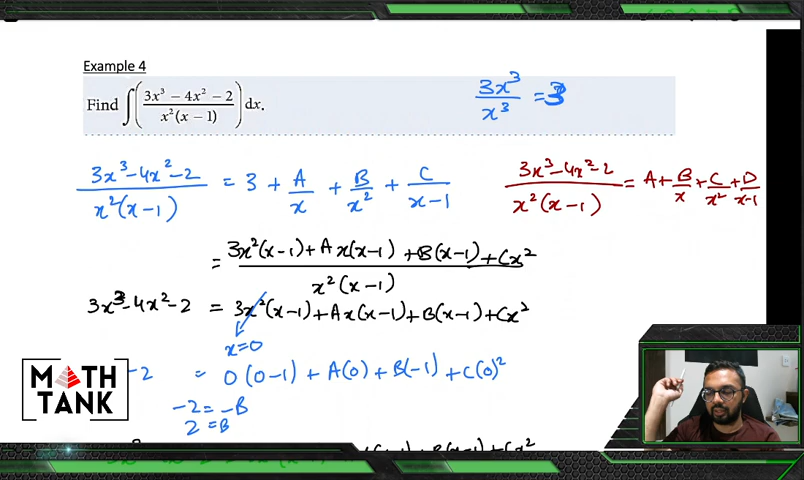 Example 4
Find ∫((3x³ − 4x² − 2)/(x²(x − 1))) dx.
3x³/x³ = 3
(3x³−4x²−2)/(x²(x−1)) = 3 + A/x + B/x² + C/(x−1)
(3x³−4x²−2)/(x²(x−1)) = A + B/x + C/x² + D/(x−1)
= (3x²(x−1) + Ax(x−1) + B(x−1) + Cx²)/(x²(x−1))
3x³−4x²−2 = 3x²(x−1) + Ax(x−1) + B(x−1) + Cx²
x=0
−2 = 0(0−1) + A(0) + B(−1) + C(0)²
−2 = −B
2 = B
MATH
TANK